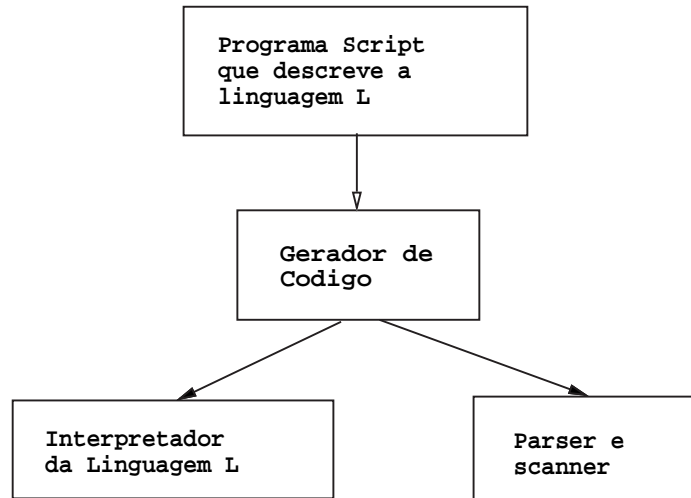 Programa Script
que descreve a
linguagem L
Gerador de
Codigo
Interpretador
da Linguagem L
Parser e
scanner